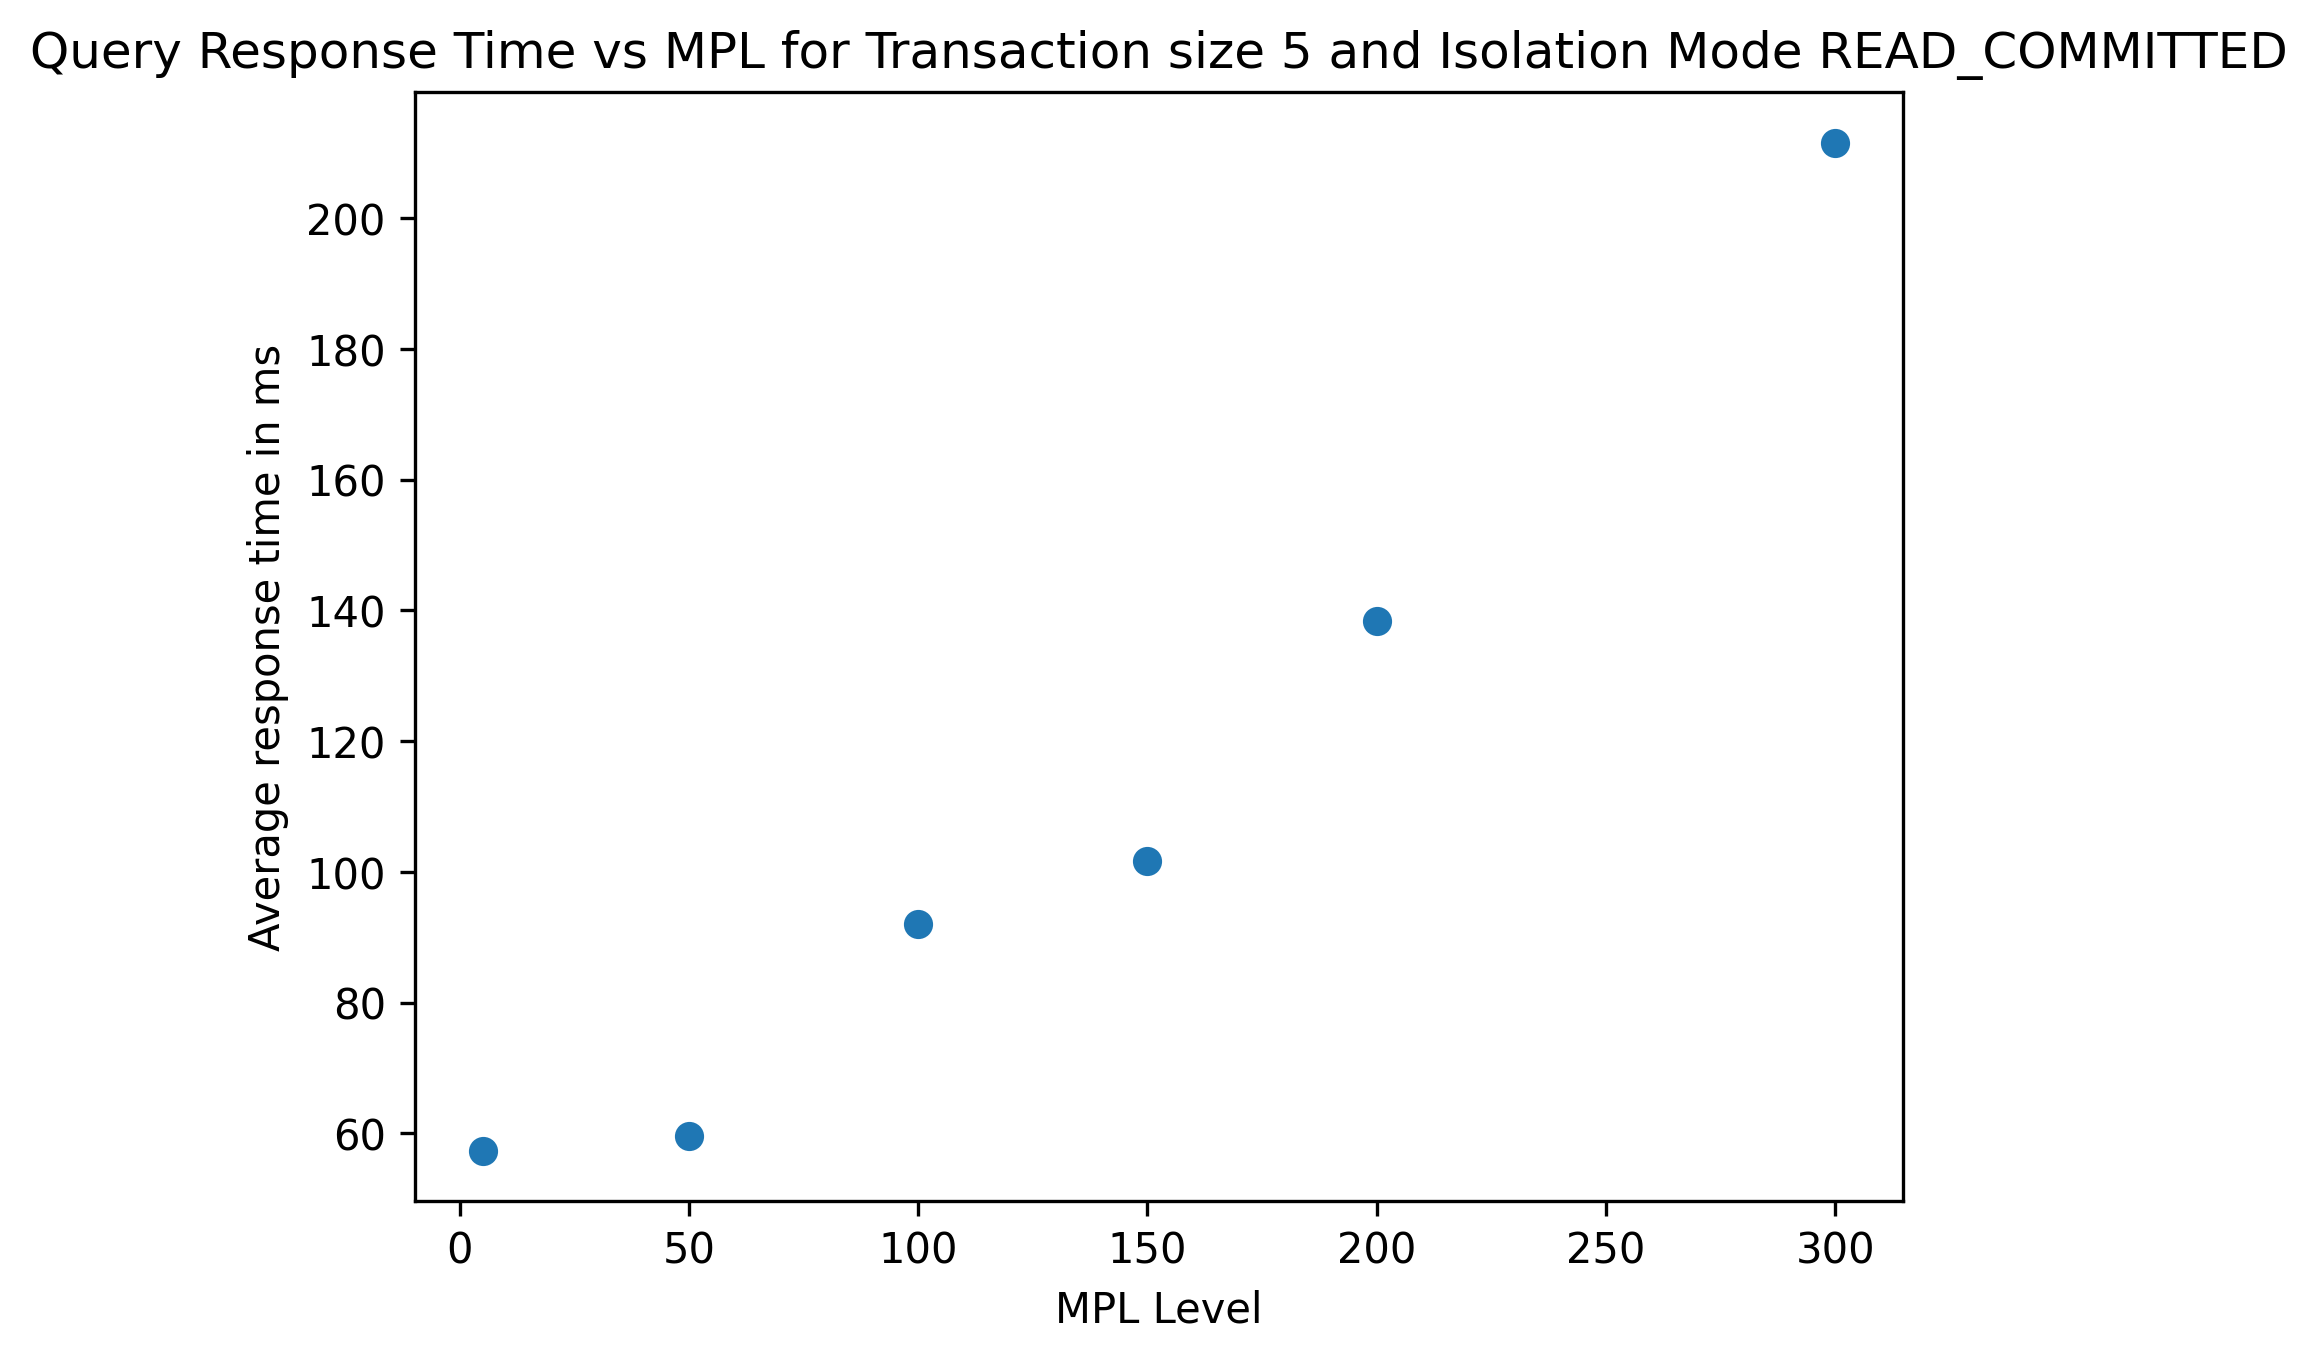 Query Response Time vs MPL for Transaction size 5 and Isolation Mode READ_COMMITTED
Average response time in ms
200
180
160
140
120
100
80
60
0 50 100 150 200 250 300
MPL Level